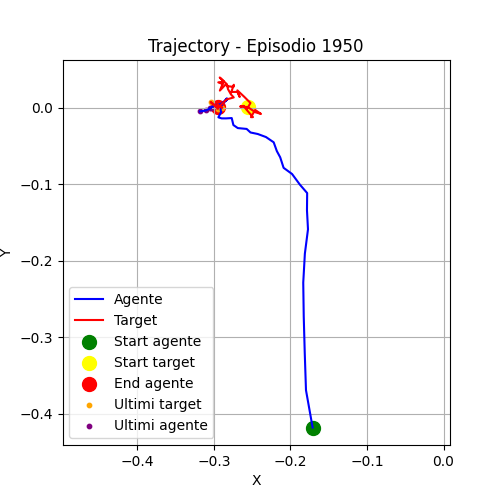 Trajectory - Episodio 1950
Y
0.0
−0.1
−0.2
−0.3
−0.4
Agente
Target
Start agente
Start target
End agente
Ultimi target
Ultimi agente
−0.4
−0.3
−0.2
−0.1
0.0
X